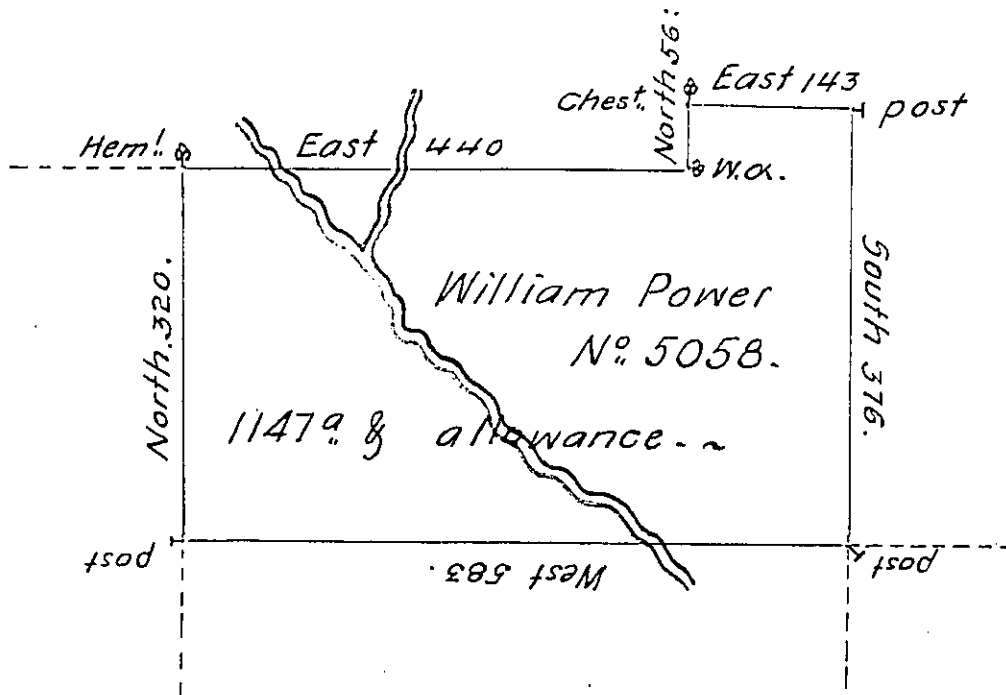 North 56:
East 143
Chest.
post
Hem!.
East 440
W.a.
William Power
Nº. 5058.
North. 320.
South 376.
1147 a. & allowance - ~
post
West 583.
post